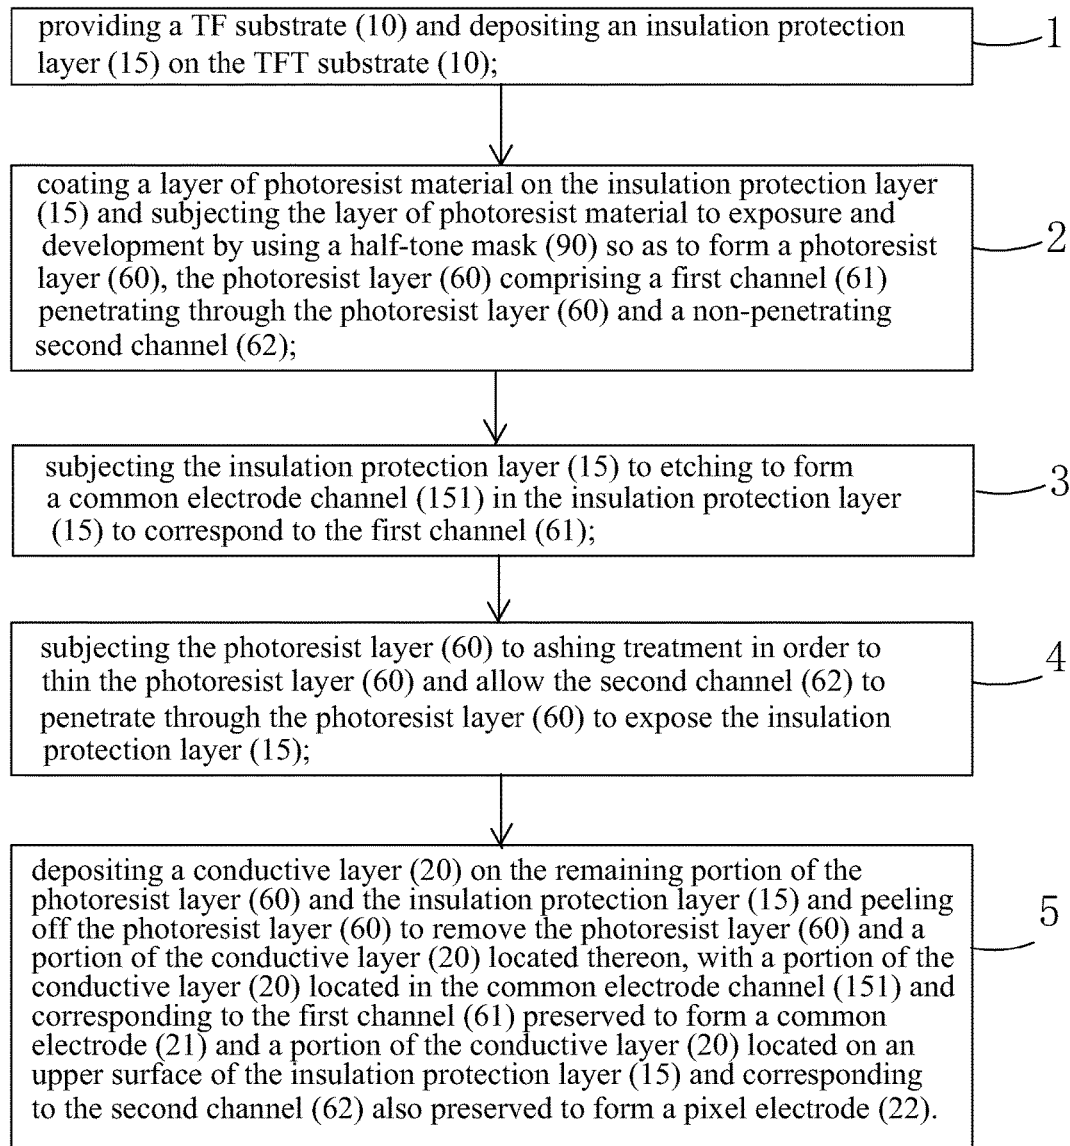 providing a TF substrate (10) and depositing an insulation protection
layer (15) on the TFT substrate (10);
1
coating a layer of photoresist material on the insulation protection layer
(15) and subjecting the layer of photoresist material to exposure and
development by using a half-tone mask (90) so as to form a photoresist
layer (60), the photoresist layer (60) comprising a first channel (61)
penetrating through the photoresist layer (60) and a non-penetrating
second channel (62);
2
subjecting the insulation protection layer (15) to etching to form
a common electrode channel (151) in the insulation protection layer
(15) to correspond to the first channel (61);
3
subjecting the photoresist layer (60) to ashing treatment in order to
thin the photoresist layer (60) and allow the second channel (62) to
penetrate through the photoresist layer (60) to expose the insulation
protection layer (15);
4
depositing a conductive layer (20) on the remaining portion of the
photoresist layer (60) and the insulation protection layer (15) and peeling
off the photoresist layer (60) to remove the photoresist layer (60) and a
portion of the conductive layer (20) located thereon, with a portion of the
conductive layer (20) located in the common electrode channel (151) and
corresponding to the first channel (61) preserved to form a common
electrode (21) and a portion of the conductive layer (20) located on an
upper surface of the insulation protection layer (15) and corresponding
to the second channel (62) also preserved to form a pixel electrode (22).
5